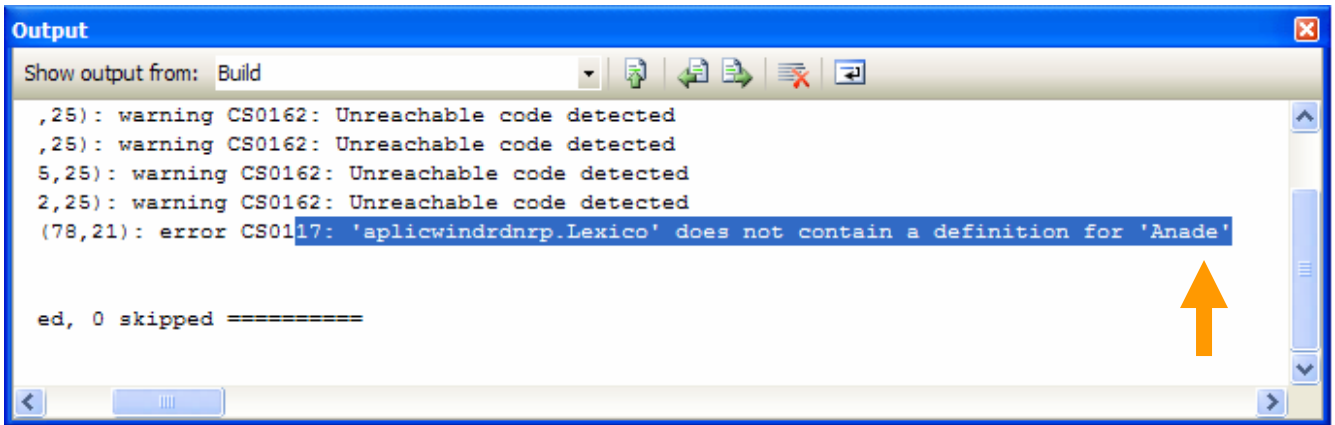 Output
Show output from: Build
,25): warning CS0162: Unreachable code detected
,25): warning CS0162: Unreachable code detected
5,25): warning CS0162: Unreachable code detected
2,25): warning CS0162: Unreachable code detected
(78,21): error CS0117: 'aplicwindrdnrp.Lexico' does not contain a definition for 'Anade'
ed, 0 skipped ==========